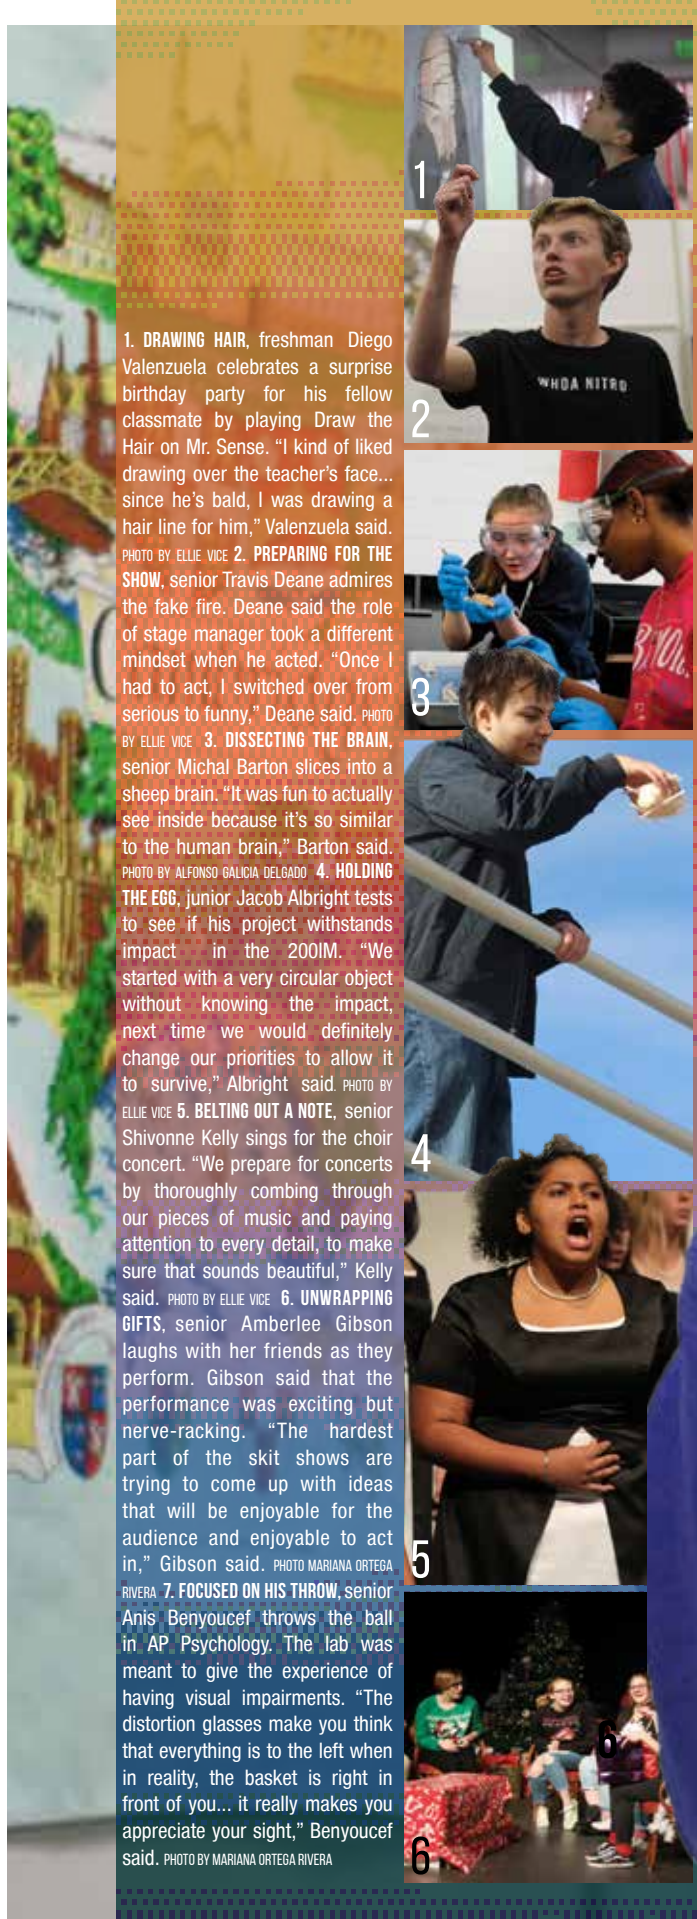 1
2
WHOA NITRO
3
4
5
6
6
1. DRAWING HAIR, freshman Diego
Valenzuela celebrates a surprise
birthday party for his fellow
classmate by playing Draw the
Hair on Mr. Sense. “I kind of liked
drawing over the teacher’s face...
since he’s bald, I was drawing a
hair line for him,” Valenzuela said.
PHOTO BY ELLIE VICE 2. PREPARING FOR THE
SHOW, senior Travis Deane admires
the fake fire. Deane said the role
of stage manager took a different
mindset when he acted. “Once I
had to act, I switched over from
serious to funny,” Deane said. PHOTO
BY ELLIE VICE 3. DISSECTING THE BRAIN,
senior Michal Barton slices into a
sheep brain. “It was fun to actually
see inside because it’s so similar
to the human brain,” Barton said.
PHOTO BY ALFONSO GALICIA DELGADO 4. HOLDING
THE EGG, junior Jacob Albright tests
to see if his project withstands
impact in the 200IM. “We
started with a very circular object
without knowing the impact,
next time we would definitely
change our priorities to allow it
to survive,” Albright said. PHOTO BY
ELLIE VICE 5. BELTING OUT A NOTE, senior
Shivonne Kelly sings for the choir
concert. “We prepare for concerts
by thoroughly combing through
our pieces of music and paying
attention to every detail, to make
sure that sounds beautiful,” Kelly
said. PHOTO BY ELLIE VICE 6. UNWRAPPING
GIFTS, senior Amberlee Gibson
laughs with her friends as they
perform. Gibson said that the
performance was exciting but
nerve-racking. “The hardest
part of the skit shows are
trying to come up with ideas
that will be enjoyable for the
audience and enjoyable to act
in,” Gibson said. PHOTO MARIANA ORTEGA
RIVERA 7. FOCUSED ON HIS THROW, senior
Anis Benyoucef throws the ball
in AP Psychology. The lab was
meant to give the experience of
having visual impairments. “The
distortion glasses make you think
that everything is to the left when
in reality, the basket is right in
front of you... it really makes you
appreciate your sight,” Benyoucef
said. PHOTO BY MARIANA ORTEGA RIVERA